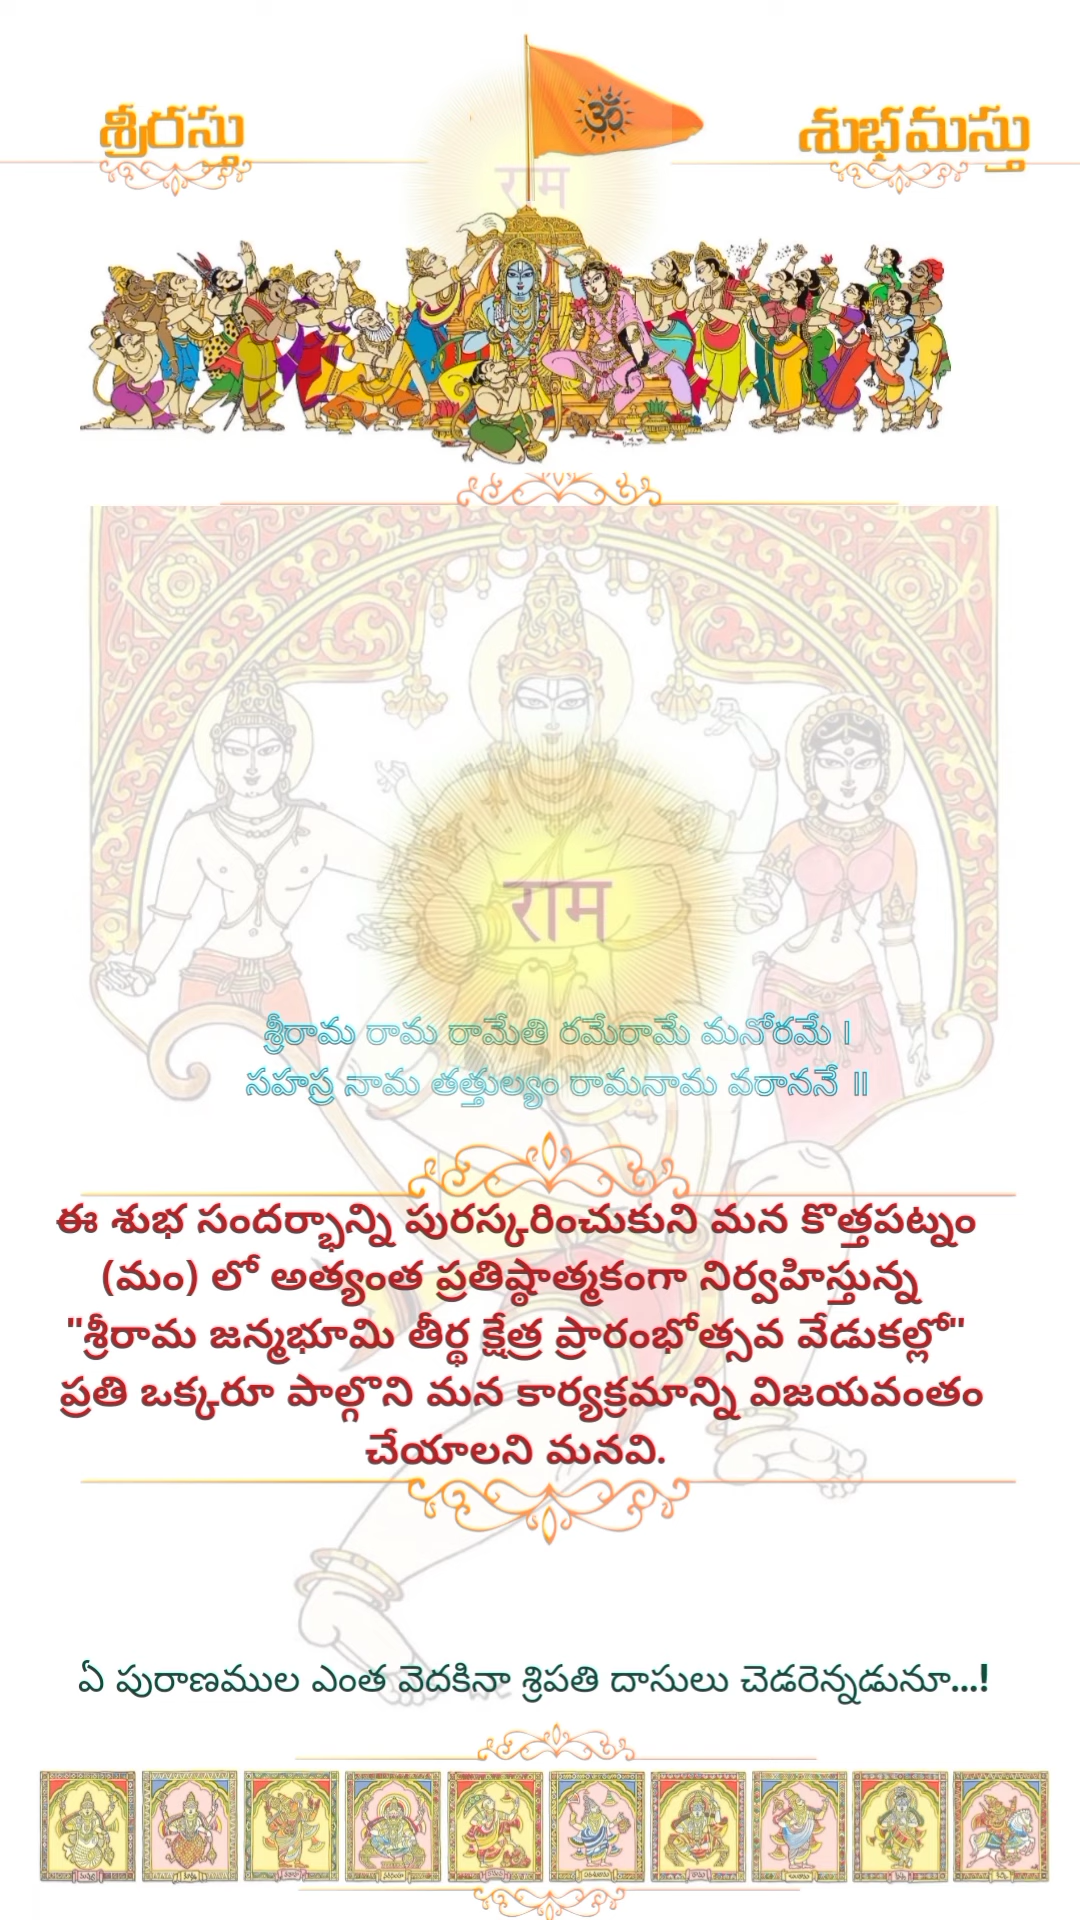 శ్రీరస్తు
శుభమస్తు
ॐ
राम
राम
శ్రీరామ రామ రామేతి రమేరామే మనోరమే ।
సహస్ర నామ తత్తుల్యం రామనామ వరాననే ॥
ఈ శుభ సందర్భాన్ని పురస్కరించుకుని మన కొత్తపట్నం
(మం) లో అత్యంత ప్రతిష్ఠాత్మకంగా నిర్వహిస్తున్న
"శ్రీరామ జన్మభూమి తీర్థ క్షేత్ర ప్రారంభోత్సవ వేడుకల్లో"
ప్రతి ఒక్కరూ పాల్గొని మన కార్యక్రమాన్ని విజయవంతం
చేయాలని మనవి.
ఏ పురాణముల ఎంత వెదకినా శ్రిపతి దాసులు చెడరెన్నడునూ...!